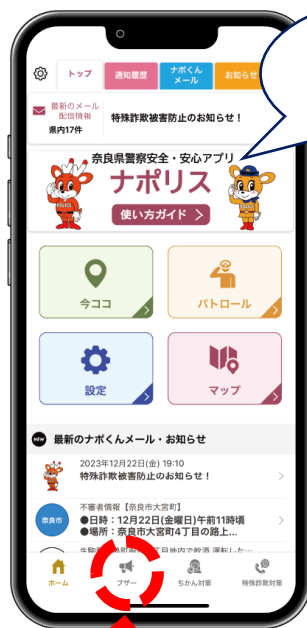 トップ
通知履歴
ナポくん
メール
お知らせ
最新のメール
配信情報
県内17件
特殊詐欺被害防止のお知らせ！
奈良県警察安全・安心アプリ
ナポリス
使い方ガイド
今ココ
パトロール
設定
マップ
NEW
最新のナポくんメール・お知らせ
2023年12月22日(金) 19:10
特殊詐欺被害防止のお知らせ！
不審者情報【奈良市大宮町】
奈良市
●日時：12月22日(金曜日)午前11時頃
●場所：奈良市大宮町4丁目の路上...
ホーム
ブザー
ちかん対策
特殊詐欺対策